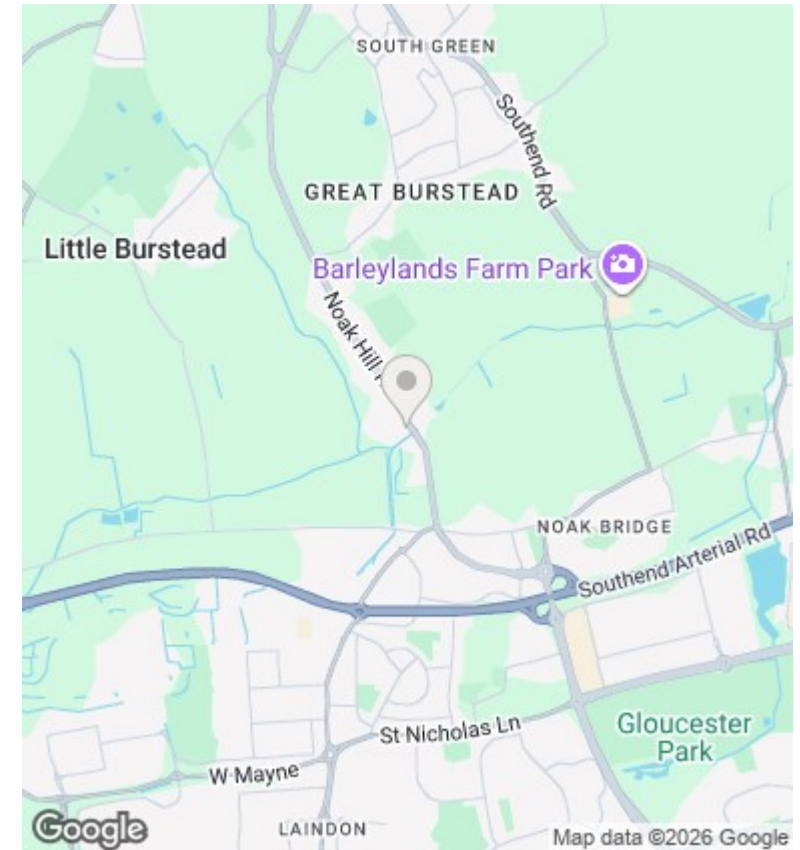 SOUTH GREEN
Southend Rd
GREAT BURSTEAD
Little Burstead
Barleylands Farm Park
Noak Hill
NOAK BRIDGE
Southend Arterial Rd
Gloucester
Park
St Nicholas Ln
W Mayne
LAINDON
Google
Map data ©2026 Google